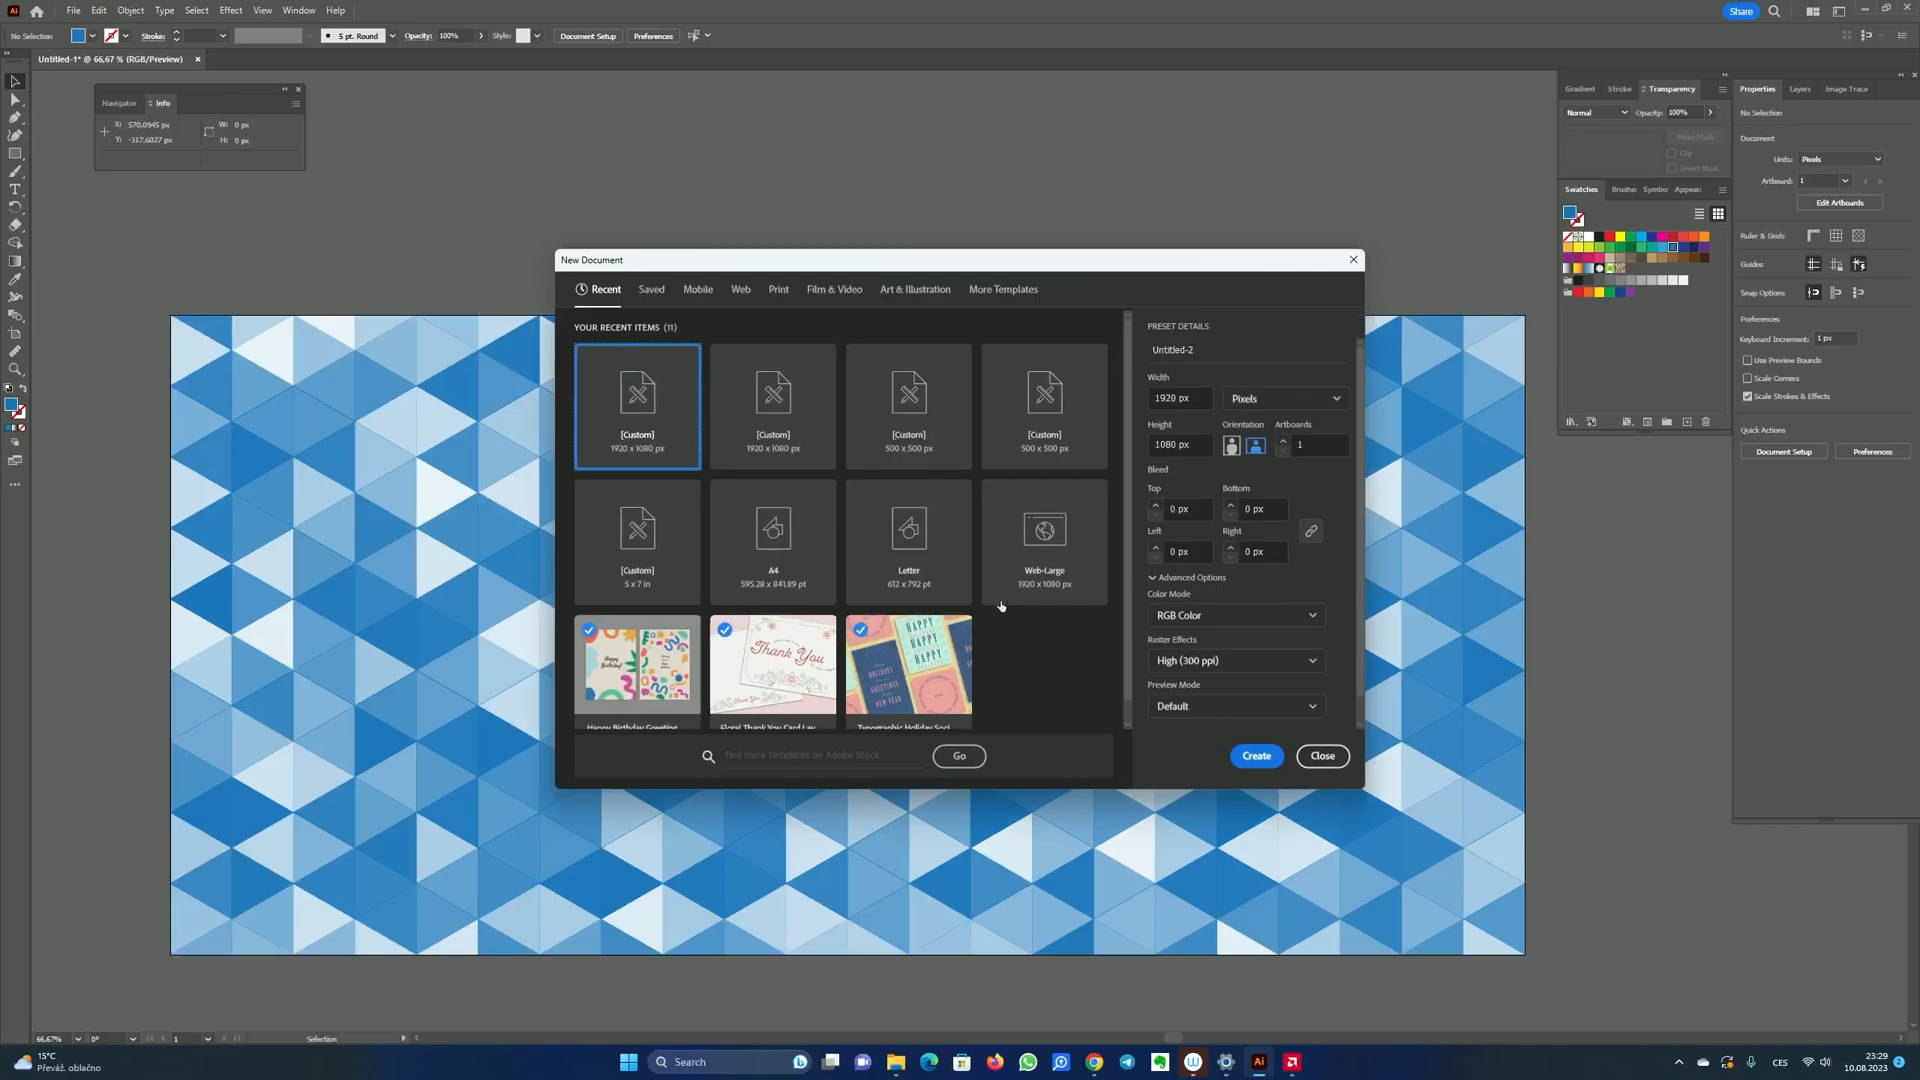 Ai
File
Edit
Object
Type
Select
Effect
View
Window
Help
Share
No Selection
Stroke:
5 pt. Round
Opacity: 100%
Style:
Document Setup
Preferences
Untitled-1* @ 66,67 % (RGB/Preview)
Navigator
Info
X: 570,0945 px
Y: -317,6027 px
W: 0 px
H: 0 px
Gradient
Stroke
Transparency
Normal
Opacity: 100%
Make Mask
Clip
Invert Mask
Swatches
Brushe
Symbo
Appear
Properties
Layers
Image Trace
No Selection
Document
Units: Pixels
Artboard: 1
Edit Artboards
Ruler & Grids
Guides
Snap Options
Preferences
Keyboard Increment: 1 px
Use Preview Bounds
Scale Corners
Scale Strokes & Effects
Quick Actions
Document Setup
Preferences
New Document
Recent
Saved
Mobile
Web
Print
Film & Video
Art & Illustration
More Templates
YOUR RECENT ITEMS (11)
[Custom]
1920 x 1080 px
[Custom]
1920 x 1080 px
[Custom]
500 x 500 px
[Custom]
500 x 500 px
[Custom]
5 x 7 in
A4
595.28 x 841.89 pt
Letter
612 x 792 pt
Web-Large
1920 x 1080 px
Happy Birthday Greeting
Floral Thank You Card Lay
Typographic Holiday Soci
Thank You
HAPPY
HAPPY
HAPPY
Find more templates on Adobe Stock
Go
PRESET DETAILS
Untitled-2
Width
1920 px
Pixels
Height
Orientation
Artboards
1080 px
1
Bleed
Top
Bottom
0 px
0 px
Left
Right
0 px
0 px
Advanced Options
Color Mode
RGB Color
Raster Effects
High (300 ppi)
Preview Mode
Default
Create
Close
66,67%
0°
1
Selection
15°C
Převáž. oblačno
Search
Ai
CES
23:29
10.08.2023
2